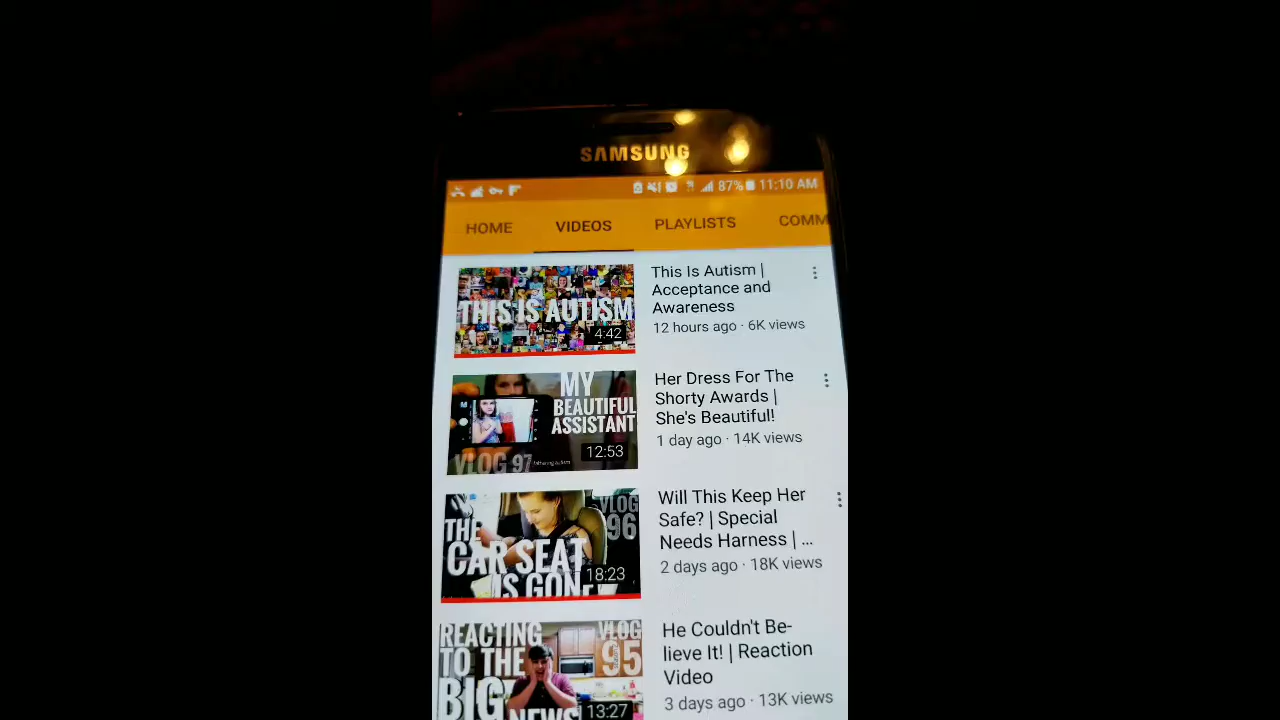 SAMSUNG
87% 11:10 AM
HOME VIDEOS PLAYLISTS COMM
THIS IS AUTISM
4:42
This Is Autism |
Acceptance and
Awareness
12 hours ago · 6K views
MY
BEAUTIFUL
ASSISTANT
VLOG 97
12:53
Her Dress For The
Shorty Awards |
She's Beautiful!
1 day ago · 14K views
VLOG
96
THE
CAR SEAT
IS GONE
18:23
Will This Keep Her
Safe? | Special
Needs Harness | ...
2 days ago · 18K views
REACTING
TO THE
BIG
NEWS
VLOG
95
13:27
He Couldn't Be-
lieve It! | Reaction
Video
3 days ago · 13K views